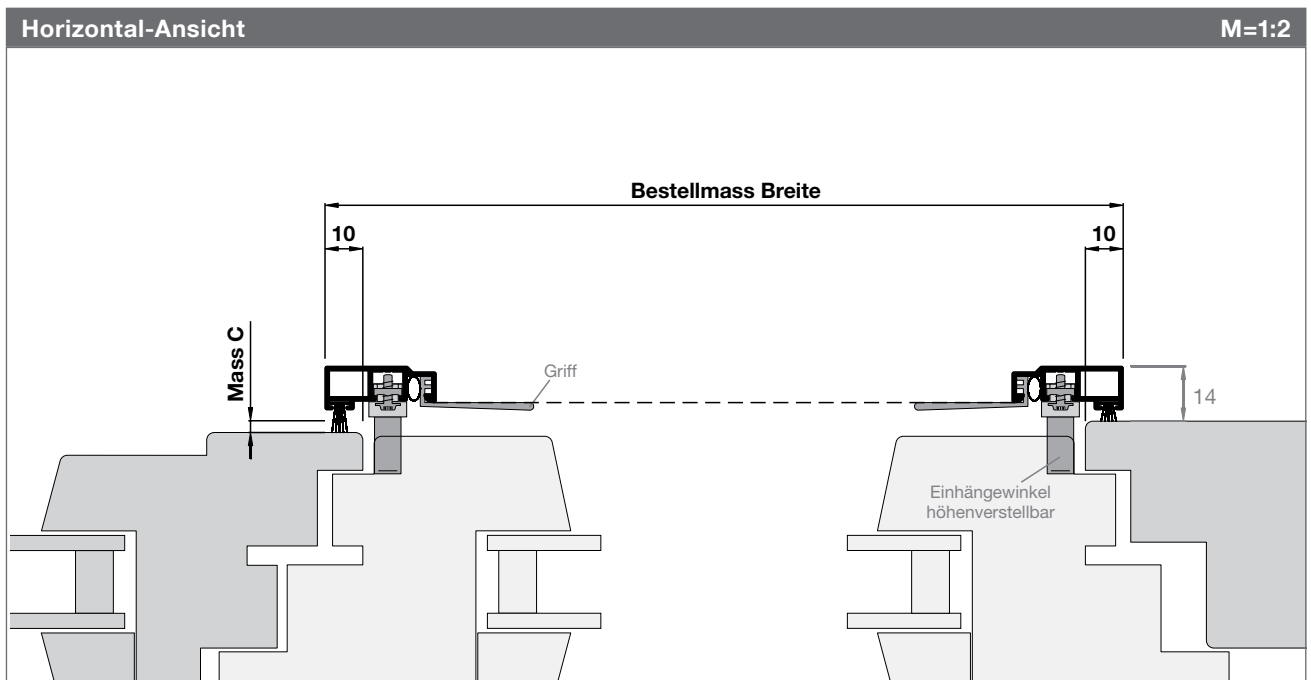 Horizontal-Ansicht M=1:2
Bestellmass Breite
10 10
Mass C
Griff
14
Einhängewinkel
höhenverstellbar